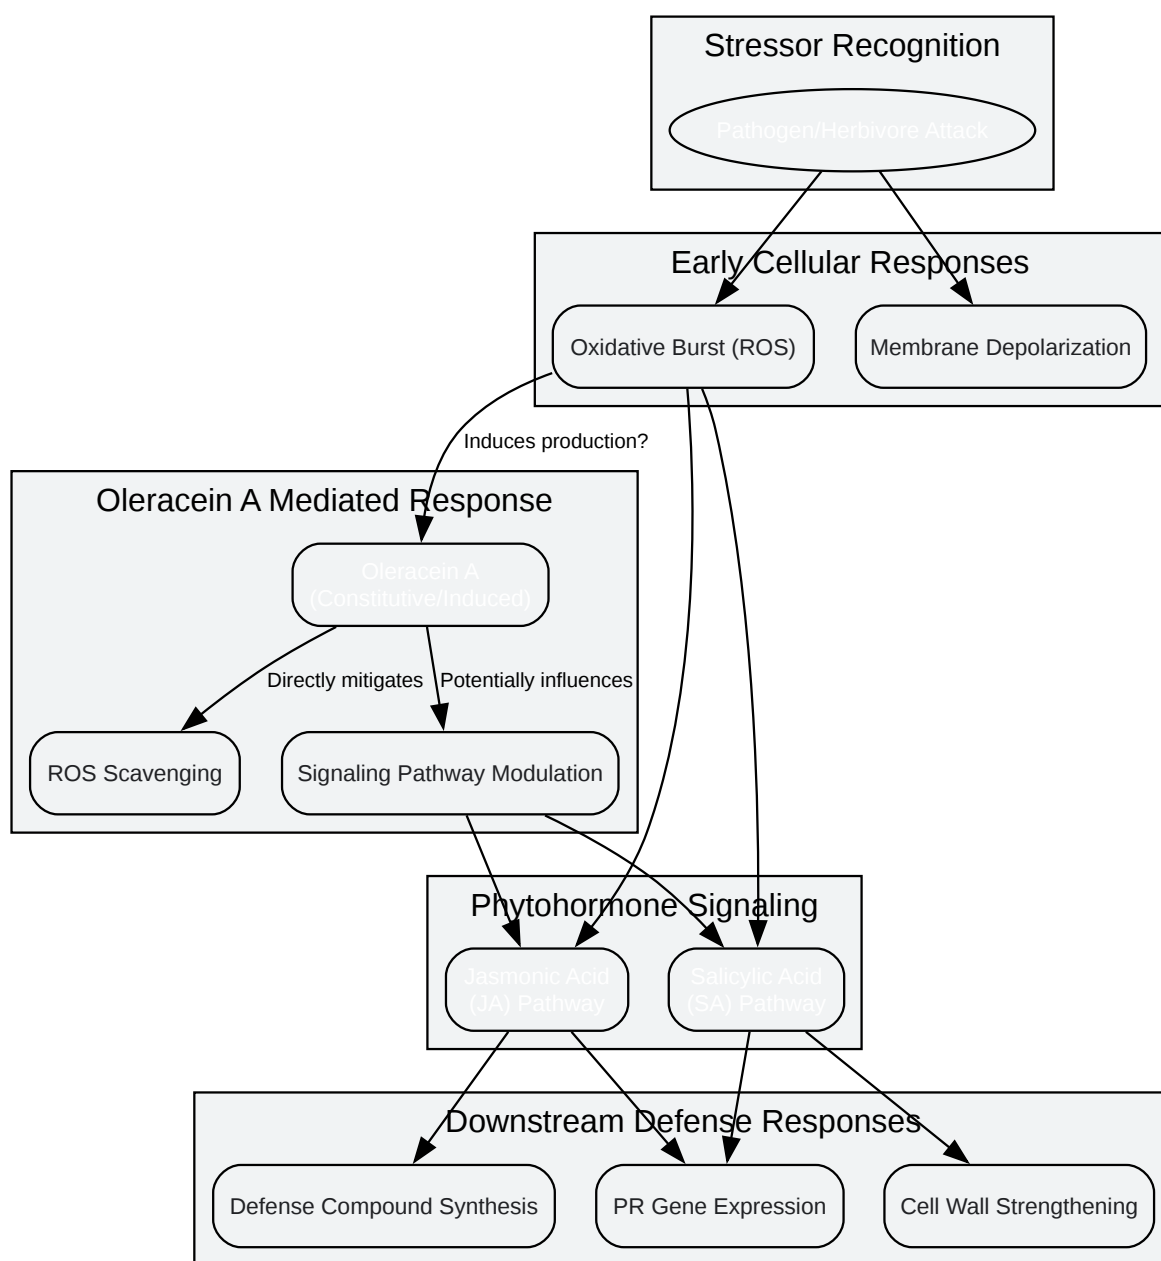 Stressor Recognition
Pathogen/Herbivore Attack
Early Cellular Responses
Oxidative Burst (ROS)
Membrane Depolarization
Induces production?
Oleracein A Mediated Response
Oleracein A
(Constitutive/Induced)
Directly mitigates
Potentially influences
ROS Scavenging
Signaling Pathway Modulation
Phytohormone Signaling
Jasmonic Acid
(JA) Pathway
Salicylic Acid
(SA) Pathway
Downstream Defense Responses
Defense Compound Synthesis
PR Gene Expression
Cell Wall Strengthening